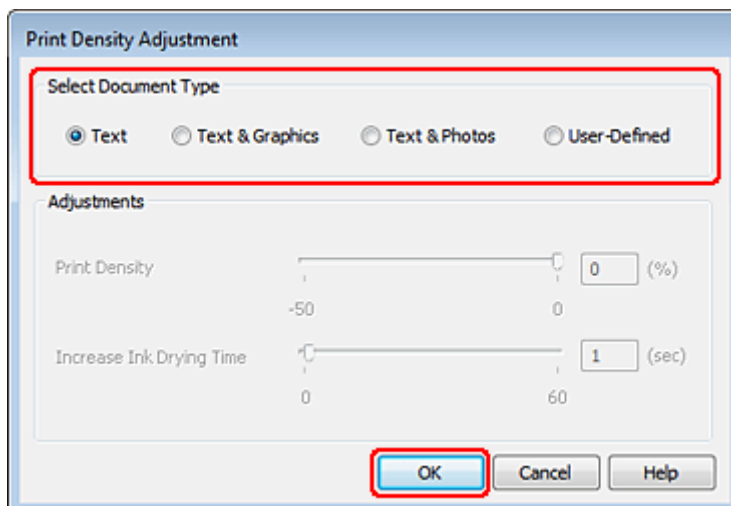 Print Density Adjustment
Select Document Type
Text Text & Graphics Text & Photos User-Defined
Adjustments
Print Density 0 (%)
-50 0
Increase Ink Drying Time 1 (sec)
0 60
OK Cancel Help